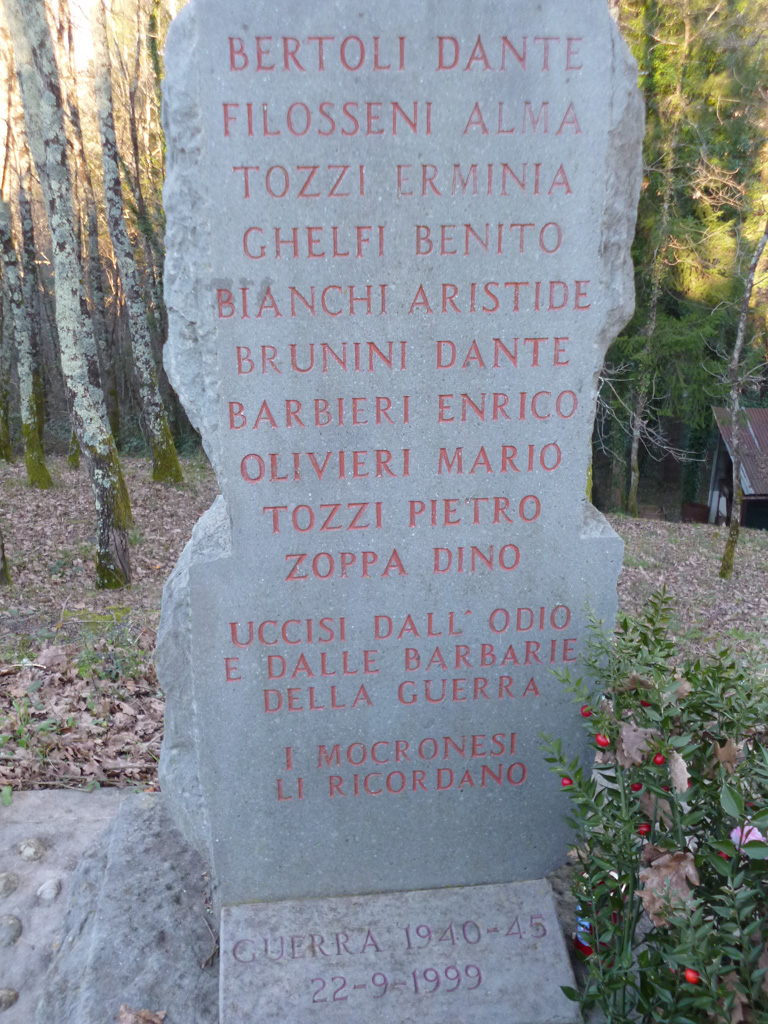 BERTOLI DANTE
FILOSSENI ALMA
TOZZI ERMINIA
GHELFI BENITO
BIANCHI ARISTIDE
BRUNINI DANTE
BARBIERI ENRICO
OLIVIERI MARIO
TOZZI PIETRO
ZOPPA DINO
UCCISI DALL' ODIO
E DALLE BARBARIE
DELLA GUERRA
I MOCRONESI
LI RICORDANO
GUERRA 1940-45
22-9-1999